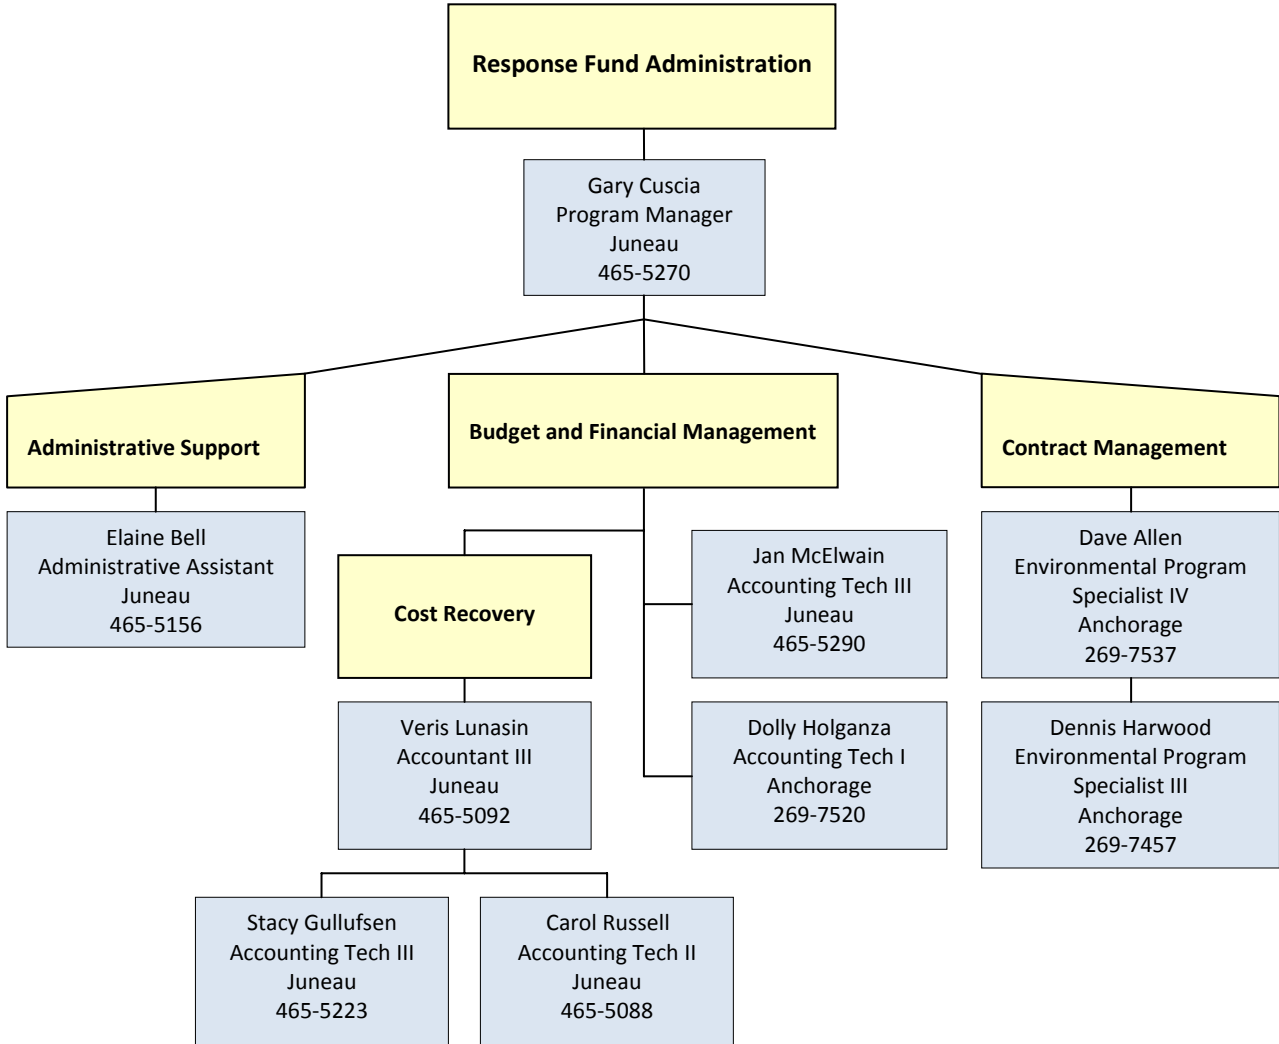 Response Fund Administration
Gary Cuscia
Program Manager
Juneau
465-5270
Administrative Support
Budget and Financial Management
Contract Management
Elaine Bell
Administrative Assistant
Juneau
465-5156
Cost Recovery
Jan McElwain
Accounting Tech III
Juneau
465-5290
Dave Allen
Environmental Program
Specialist IV
Anchorage
269-7537
Veris Lunasin
Accountant III
Juneau
465-5092
Dolly Holganza
Accounting Tech I
Anchorage
269-7520
Dennis Harwood
Environmental Program
Specialist III
Anchorage
269-7457
Stacy Gullufsen
Accounting Tech III
Juneau
465-5223
Carol Russell
Accounting Tech II
Juneau
465-5088